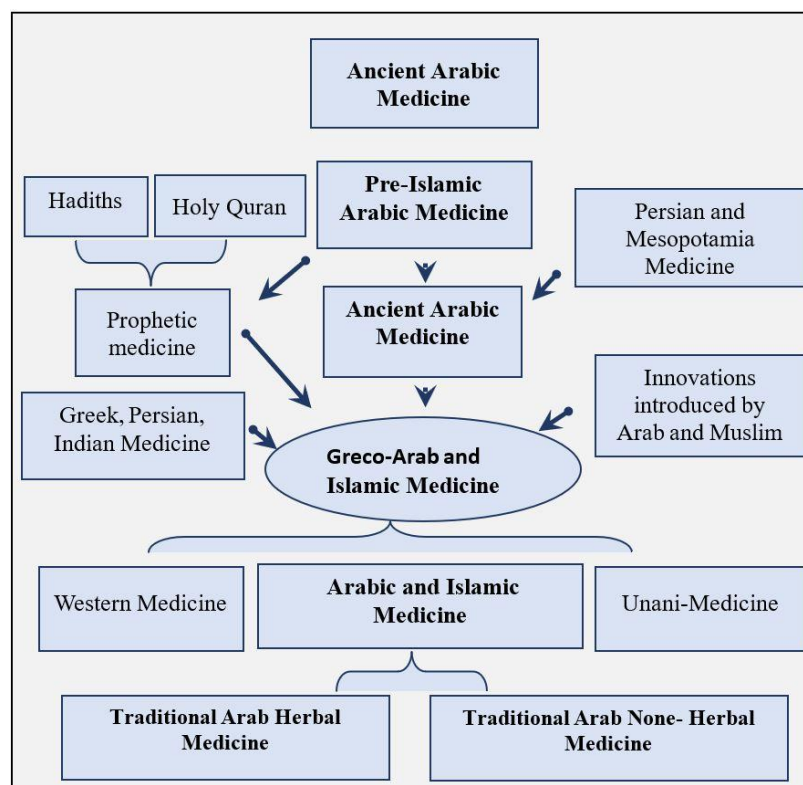 Ancient Arabic
Medicine
Pre-Islamic
Arabic Medicine
Hadiths
Holy Quran
Persian and
Mesopotamia
Medicine
Prophetic
medicine
Ancient Arabic
Medicine
Greek, Persian,
Indian Medicine
Innovations
introduced by
Arab and Muslim
Greco-Arab and
Islamic Medicine
Western Medicine
Arabic and Islamic
Medicine
Unani-Medicine
Traditional Arab Herbal
Medicine
Traditional Arab None- Herbal
Medicine